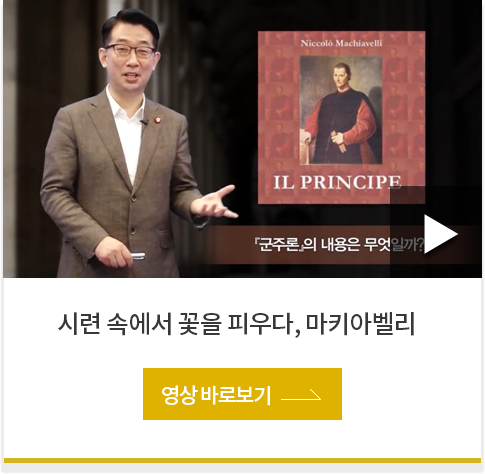 Niccolò Machiavelli
IL PRINCIPE
『군주론』의 내용은 무엇일까?
시련 속에서 꽃을 피우다, 마키아벨리
영상 바로보기